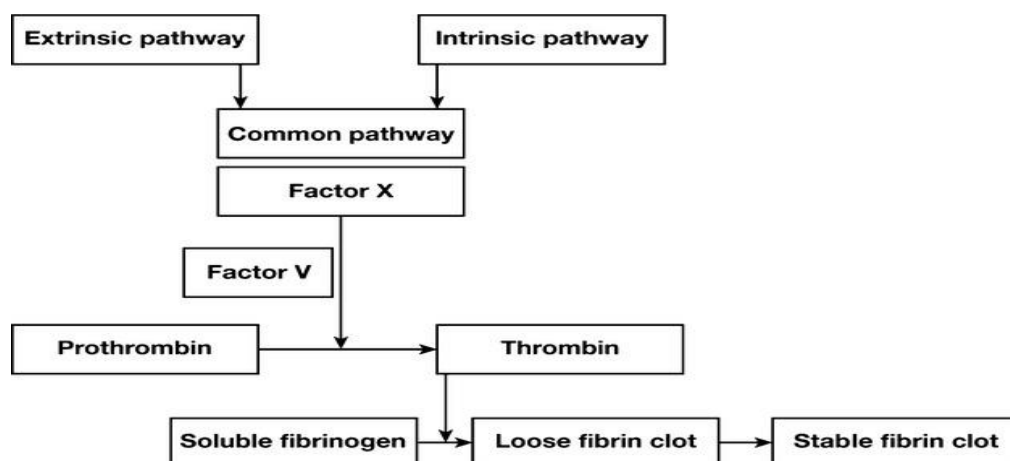 Extrinsic pathway
Intrinsic pathway
Common pathway
Factor X
Factor V
Prothrombin
Thrombin
Soluble fibrinogen
Loose fibrin clot
Stable fibrin clot